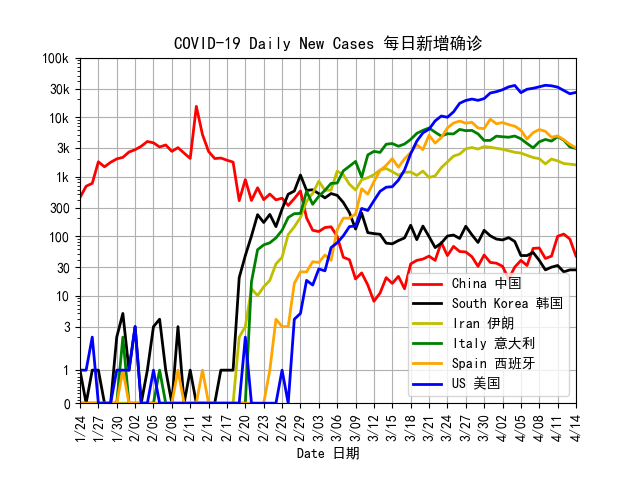 COVID-19 Daily New Cases 每日新增确诊
100k
30k
10k
3k
1k
300
100
30
10
3
1
0
China 中国
South Korea 韩国
Iran 伊朗
Italy 意大利
Spain 西班牙
US 美国
1/24 1/27 1/30 2/02 2/05 2/08 2/11 2/14 2/17 2/20 2/23 2/26 2/29 3/03 3/06 3/09 3/12 3/15 3/18 3/21 3/24 3/27 3/30 4/02 4/05 4/08 4/11 4/14
Date 日期